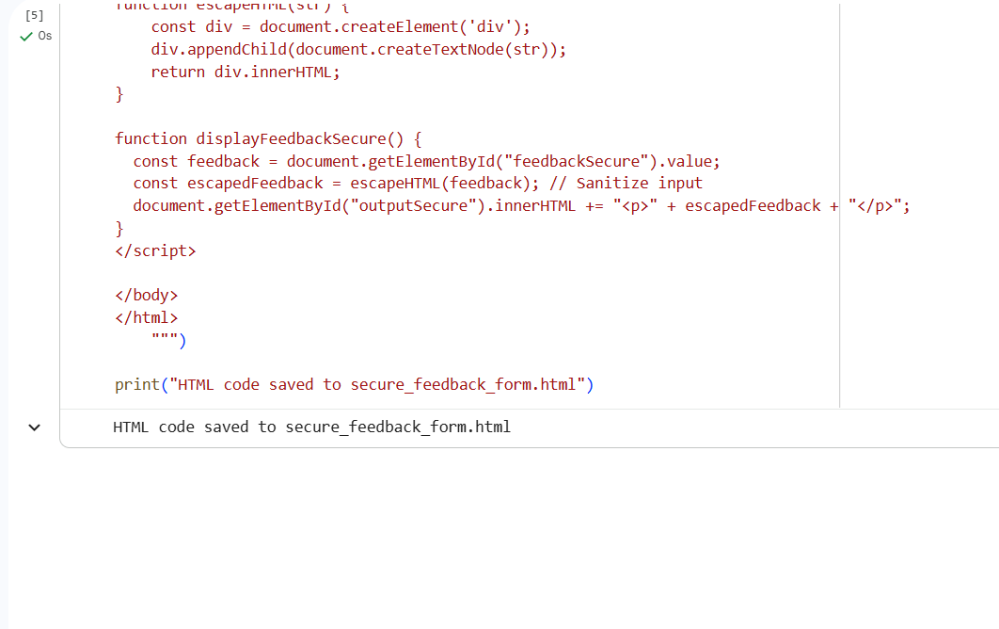 [5]
0s
function escapeHTML(str) {
const div = document.createElement('div');
div.appendChild(document.createTextNode(str));
return div.innerHTML;
}
function displayFeedbackSecure() {
const feedback = document.getElementById("feedbackSecure").value;
const escapedFeedback = escapeHTML(feedback); // Sanitize input
document.getElementById("outputSecure").innerHTML += "<p>" + escapedFeedback + "</p>";
}
</script>
</body>
</html>
""")
print("HTML code saved to secure_feedback_form.html")
HTML code saved to secure_feedback_form.html